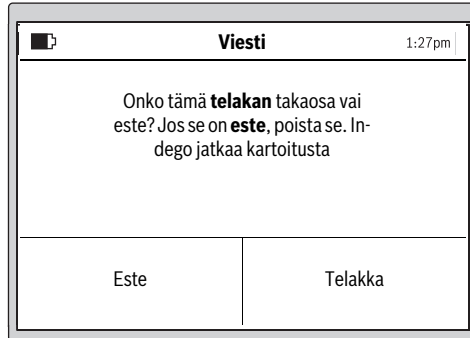 Viesti 1:27pm
Onko tämä telakan takaosa vai
este? Jos se on este, poista se. In-
dego jatkaa kartoitusta
Este Telakka